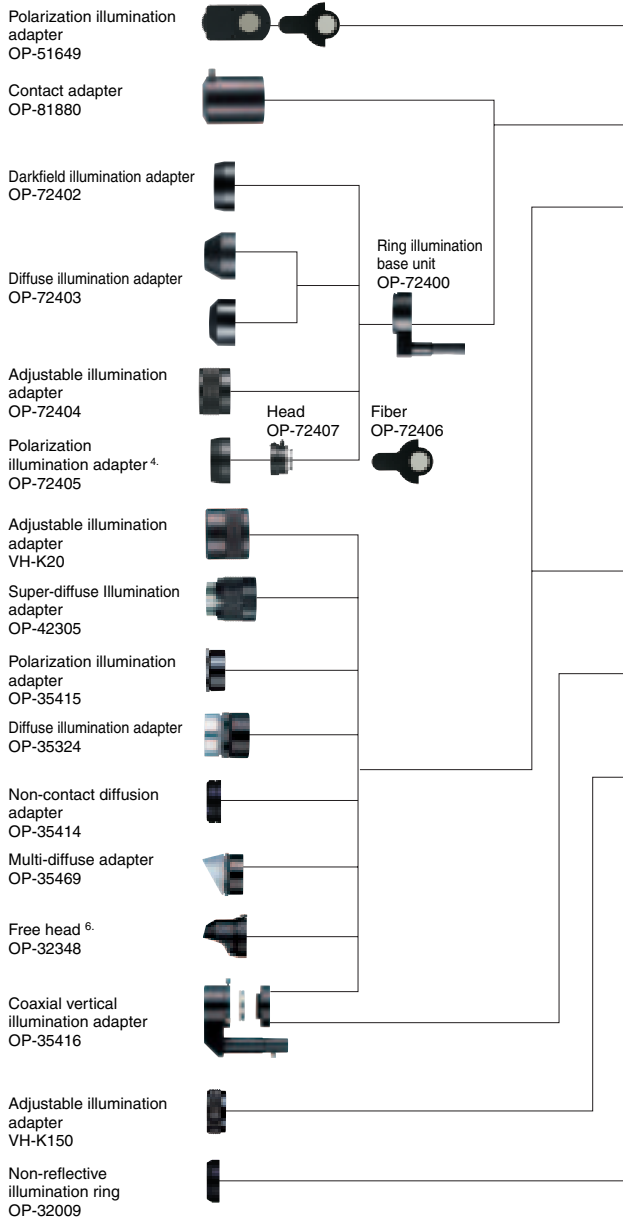 Polarization illumination
adapter
OP-51649
Contact adapter
OP-81880
Darkfield illumination adapter
OP-72402
Diffuse illumination adapter
OP-72403
Ring illumination
base unit
OP-72400
Adjustable illumination
adapter
OP-72404
Head
OP-72407
Fiber
OP-72406
Polarization
illumination adapter 4.
OP-72405
Adjustable illumination
adapter
VH-K20
Super-diffuse Illumination
adapter
OP-42305
Polarization illumination
adapter
OP-35415
Diffuse illumination adapter
OP-35324
Non-contact diffusion
adapter
OP-35414
Multi-diffuse adapter
OP-35469
Free head 6.
OP-32348
Coaxial vertical
illumination adapter
OP-35416
Adjustable illumination
adapter
VH-K150
Non-reflective
illumination ring
OP-32009